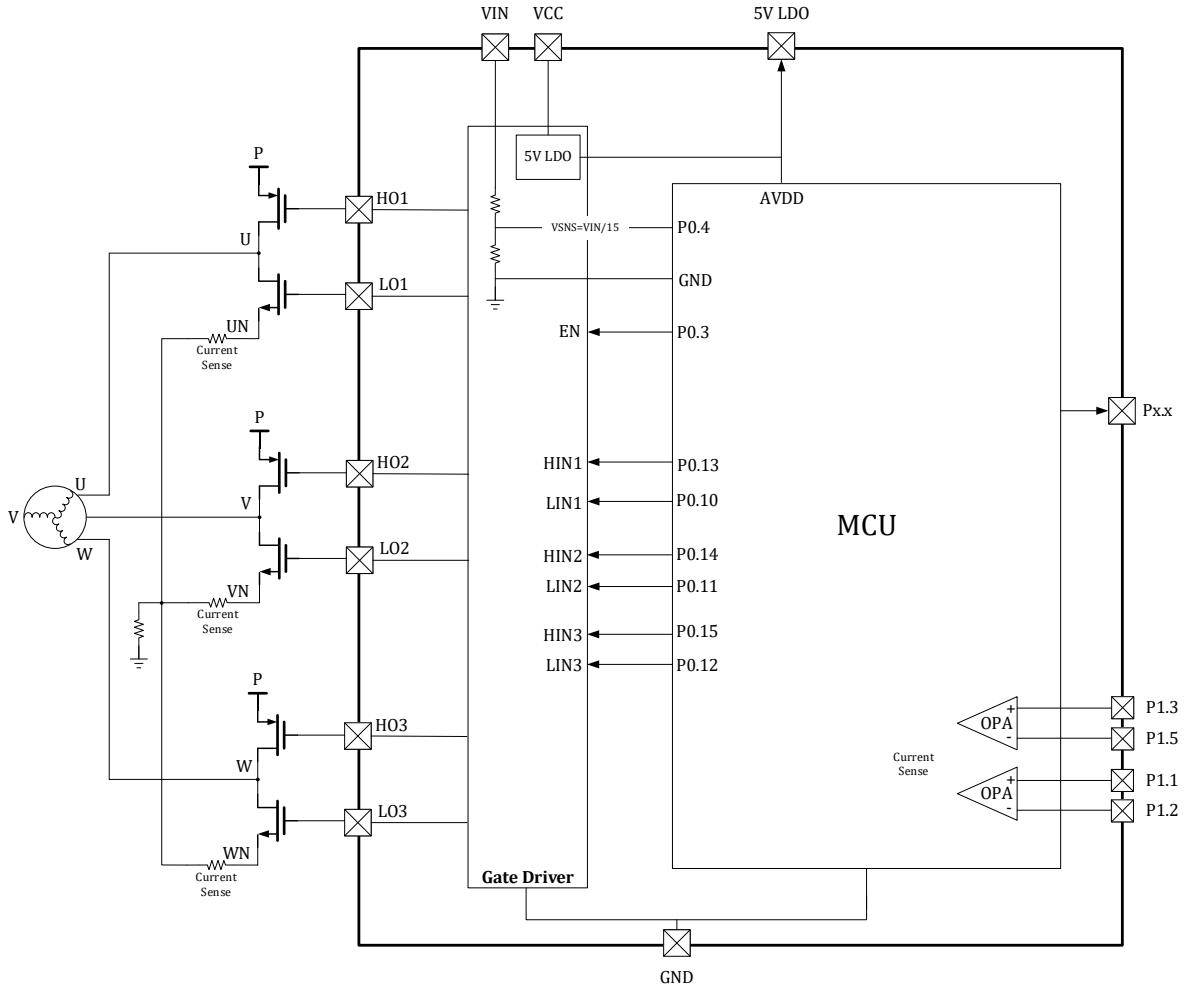 VIN
VCC
5V LDO
P
5V LDO
AVDD
HO1
VSNS=VIN/15
P0.4
U
LO1
GND
UN
Current
Sense
EN
P0.3
P
Px.x
HO2
HIN1
P0.13
U
V
LIN1
P0.10
V
MCU
W
LO2
HIN2
P0.14
LIN2
P0.11
VN
Current
Sense
HIN3
P0.15
LIN3
P0.12
P
HO3
+
OPA
-
P1.3
P1.5
W
Current
Sense
+
OPA
-
P1.1
P1.2
LO3
WN
Current
Sense
Gate Driver
GND